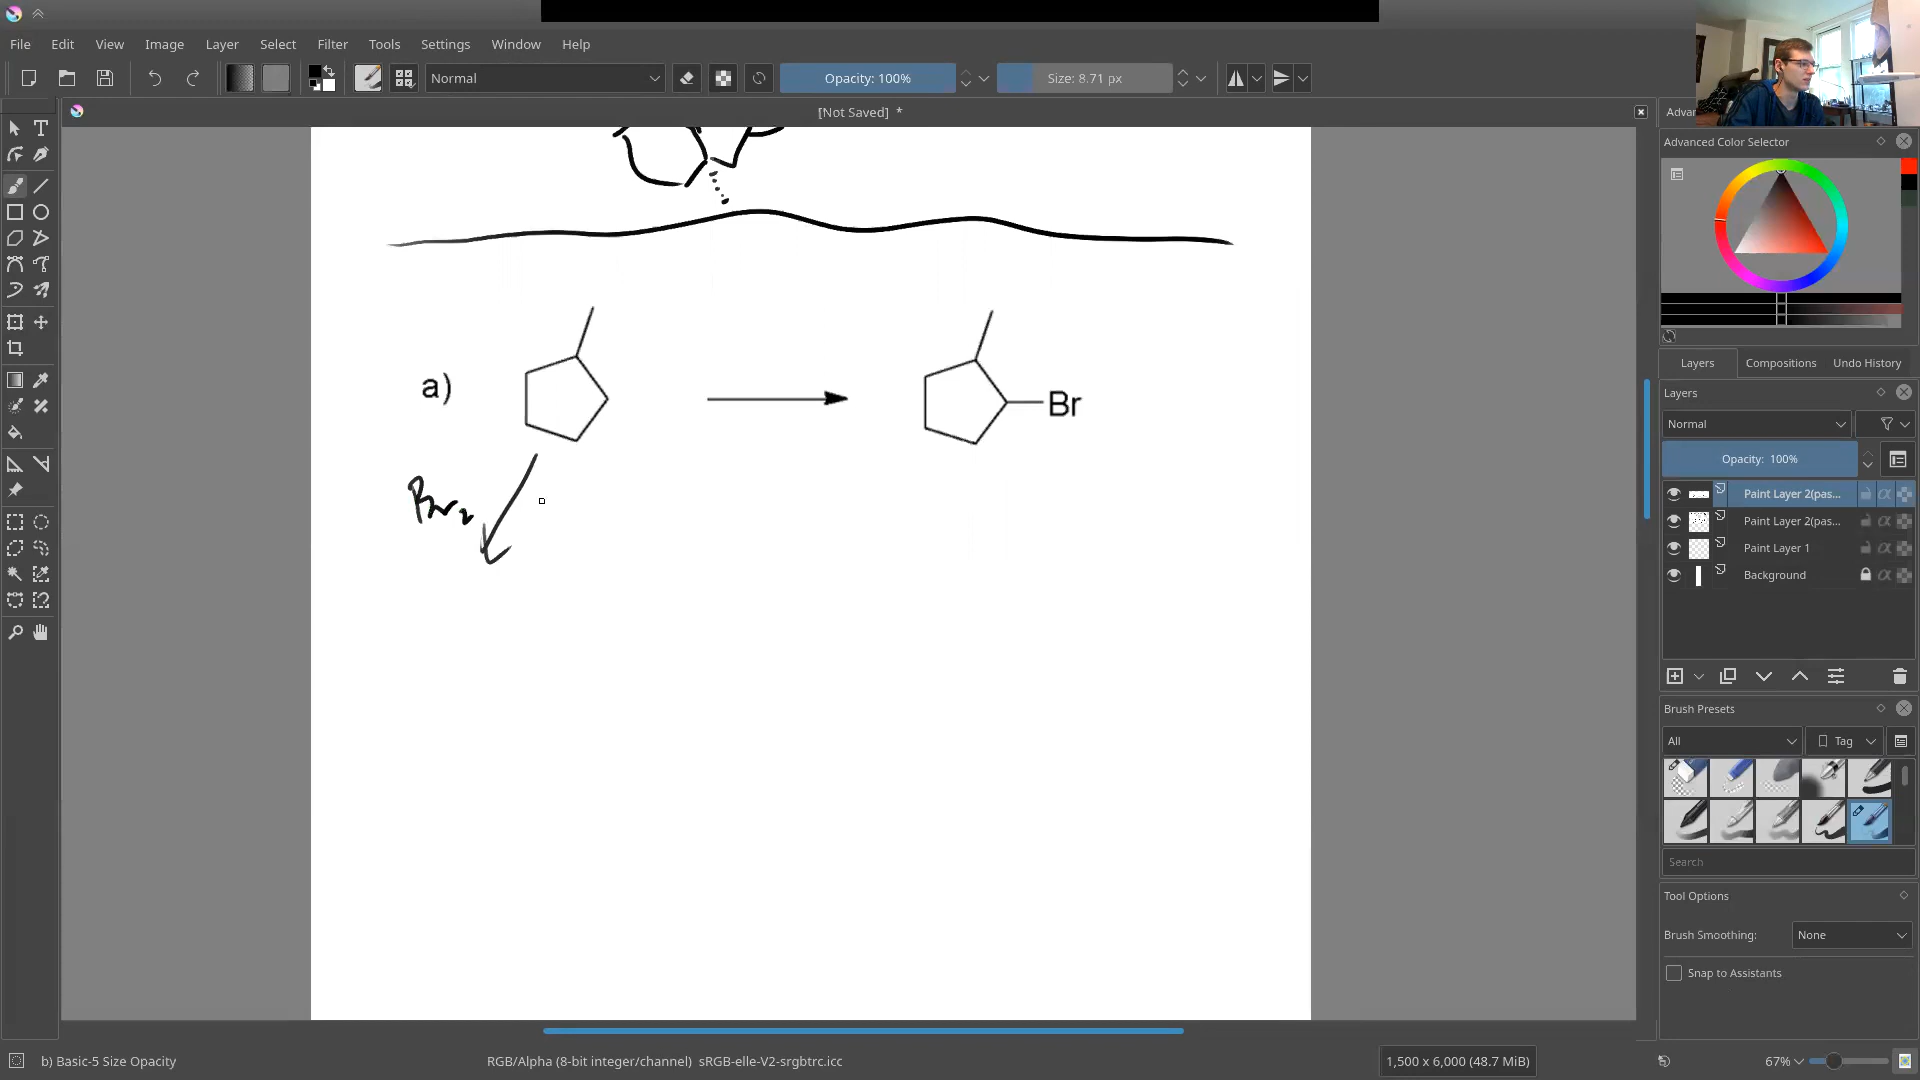 File Edit View Image Layer Select Filter Tools Settings Window Help
Normal
Opacity: 100%
Size: 8.71 px
[Not Saved] *
Advan
Advanced Color Selector
a)
Br
Br2
Layers Compositions Undo History
Layers
Normal
Opacity: 100%
Paint Layer 2(pas...
Paint Layer 2(pas...
Paint Layer 1
Background
Brush Presets
All
Tag
Search
Tool Options
Brush Smoothing: None
Snap to Assistants
b) Basic-5 Size Opacity
RGB/Alpha (8-bit integer/channel) sRGB-elle-V2-srgbtrc.icc
1,500 x 6,000 (48.7 MiB)
67%